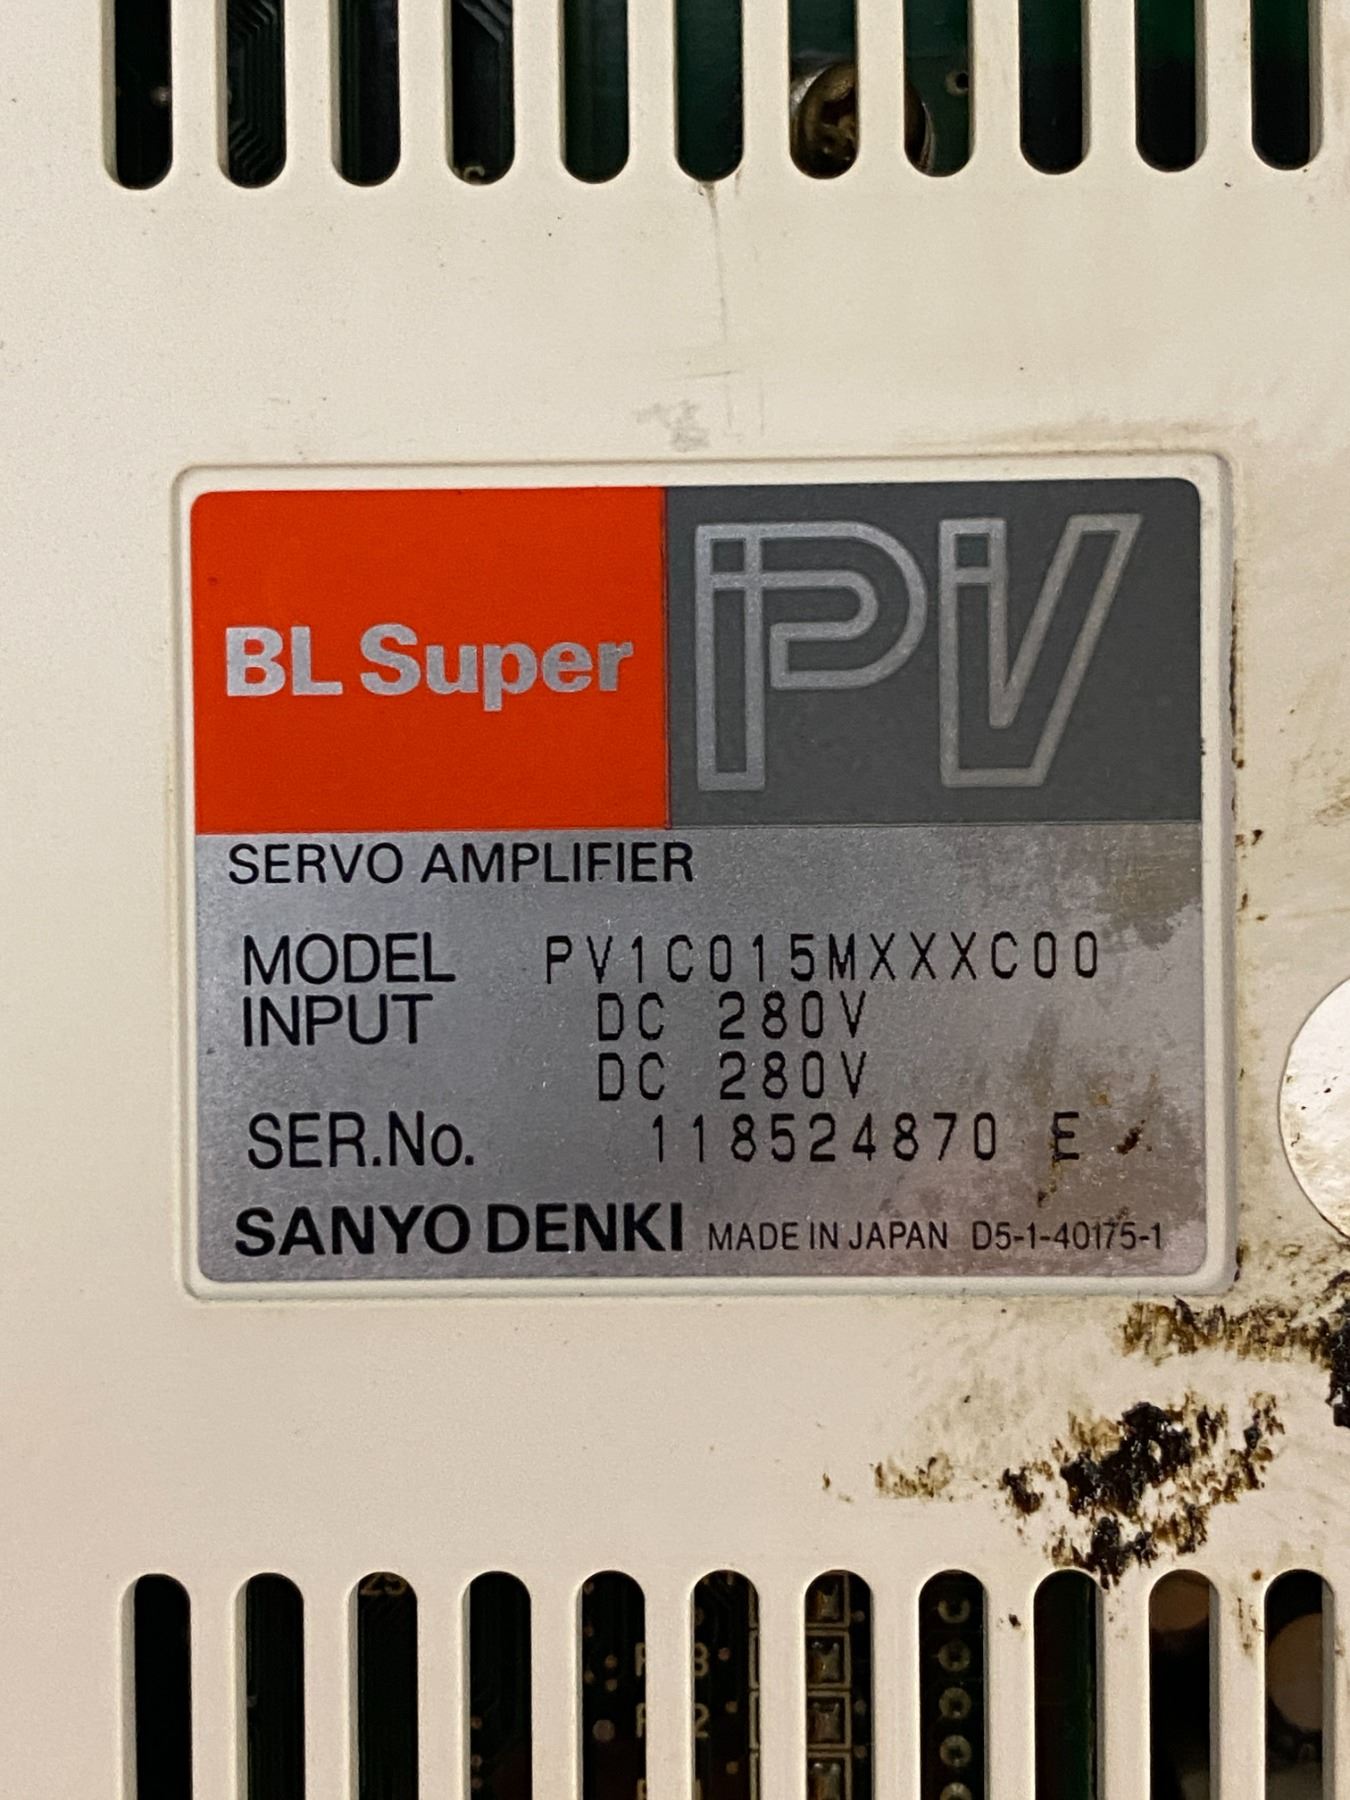 BL Super PV
SERVO AMPLIFIER
MODEL PV1C015MXXXC00
INPUT DC 280V
DC 280V
SER.No. 118524870 E
SANYO DENKI MADE IN JAPAN D5-1-40175-1